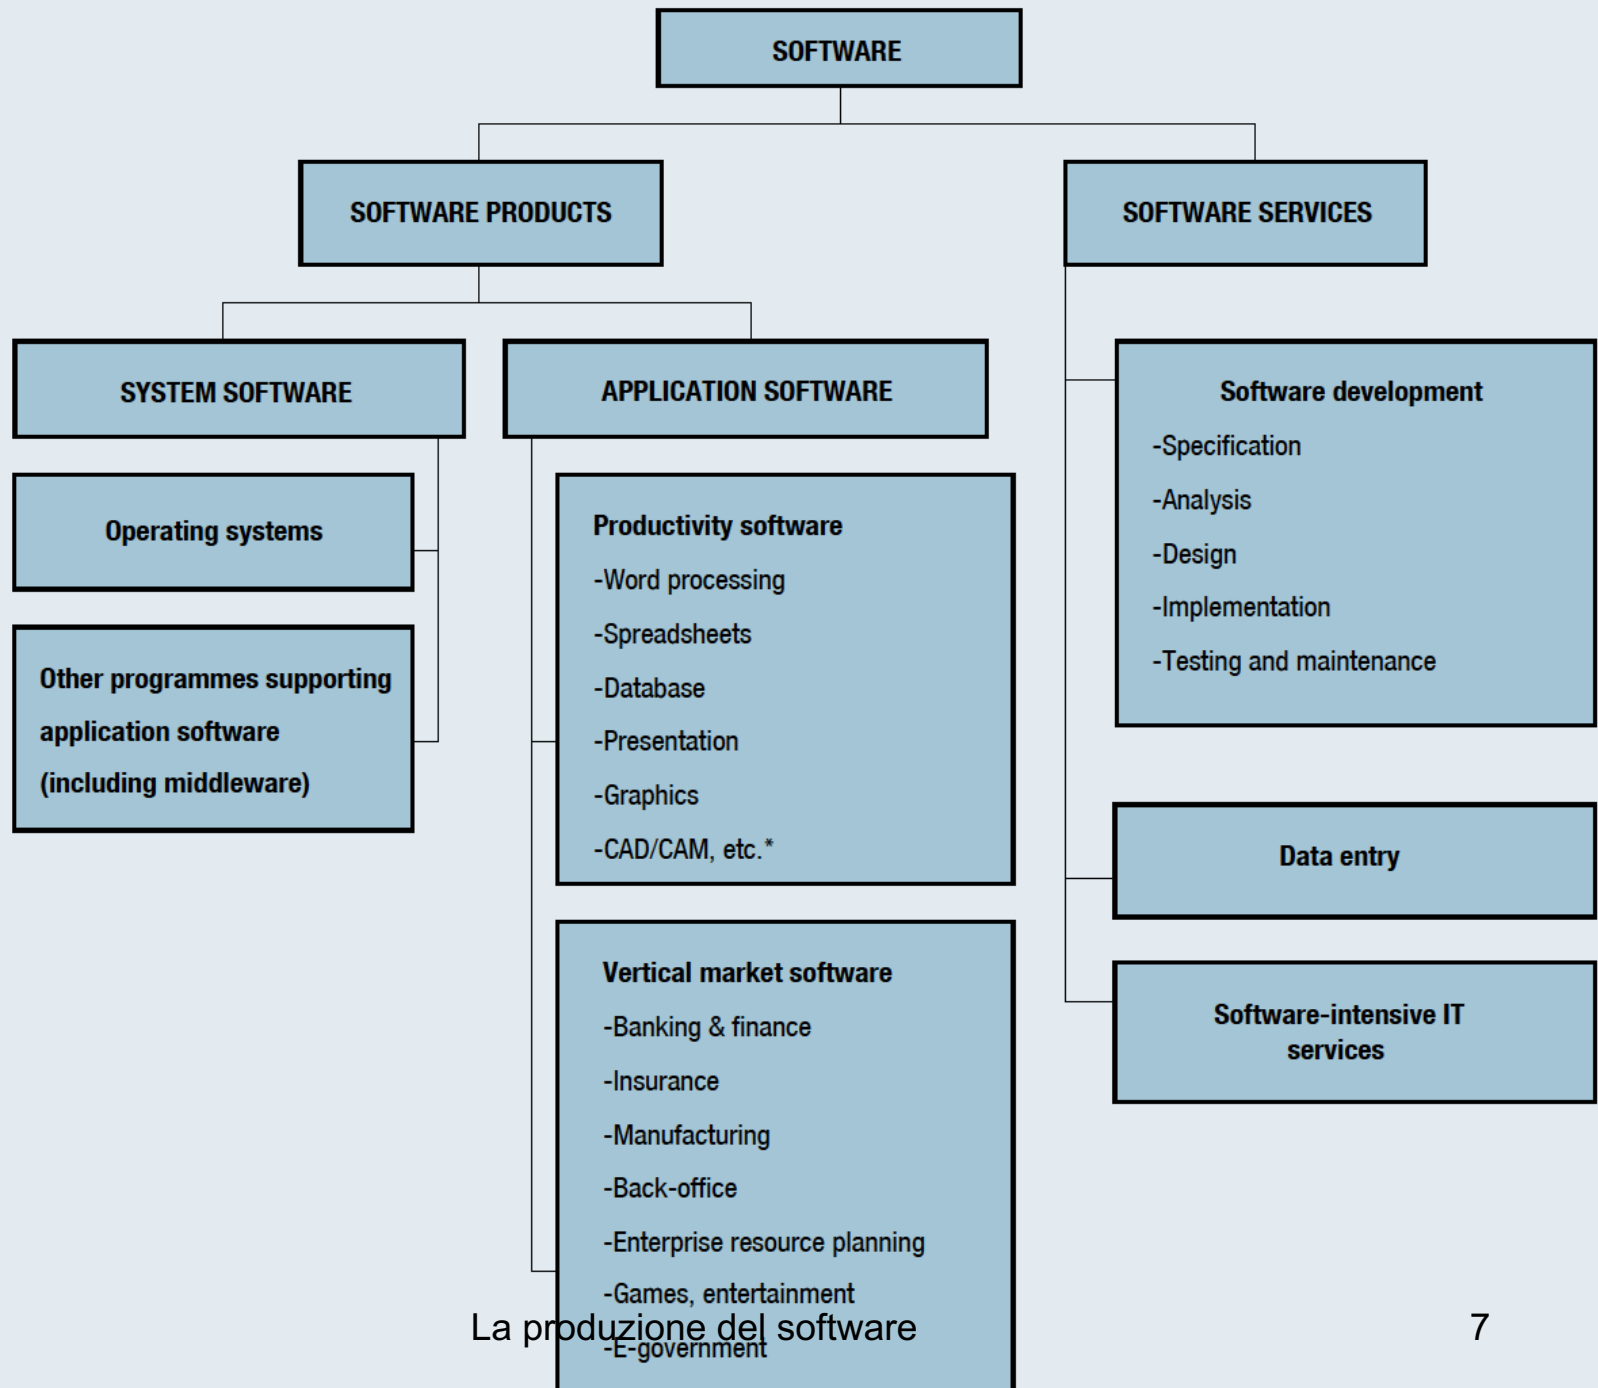 SOFTWARE
SOFTWARE PRODUCTS
SOFTWARE SERVICES
SYSTEM SOFTWARE
APPLICATION SOFTWARE
Operating systems
Other programmes supporting
application software
(including middleware)
Productivity software
-Word processing
-Spreadsheets
-Database
-Presentation
-Graphics
-CAD/CAM, etc.*
Vertical market software
-Banking & finance
-Insurance
-Manufacturing
-Back-office
-Enterprise resource planning
-Games, entertainment
-E-government
Software development
-Specification
-Analysis
-Design
-Implementation
-Testing and maintenance
Data entry
Software-intensive IT
services
La produzione del software
7